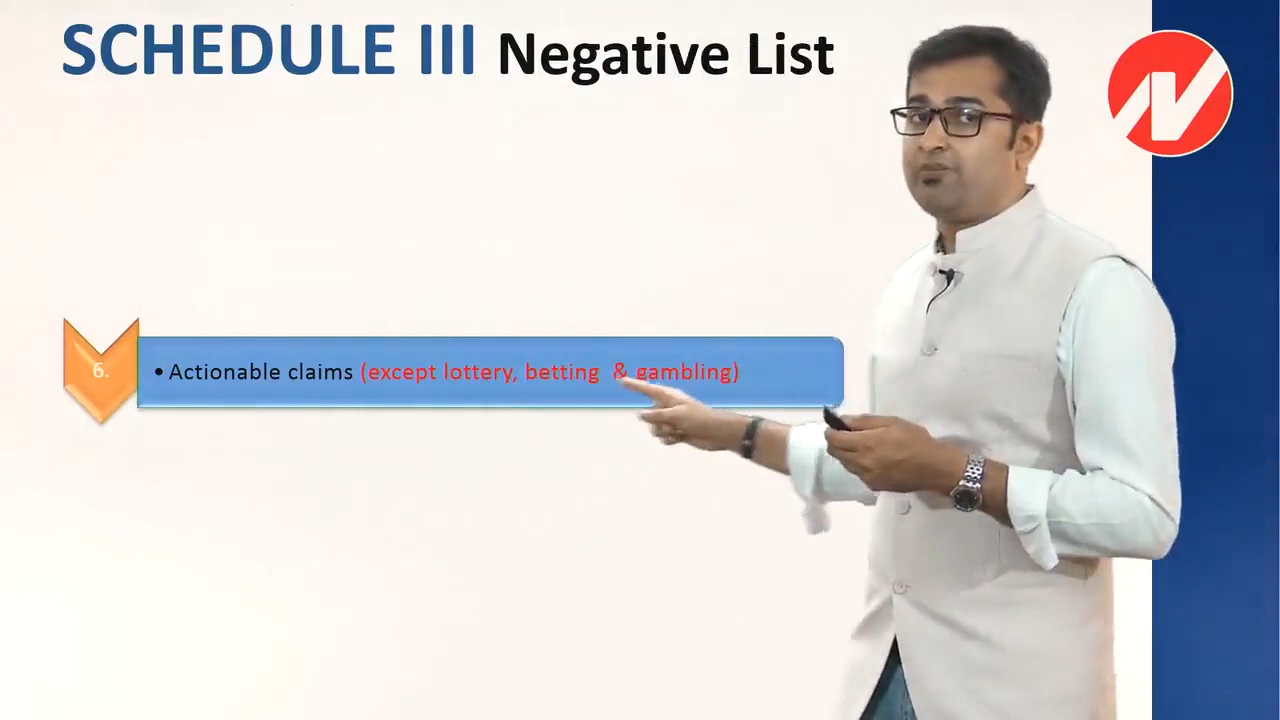 SCHEDULE III Negative List
6.
• Actionable claims (except lottery, betting & gambling)